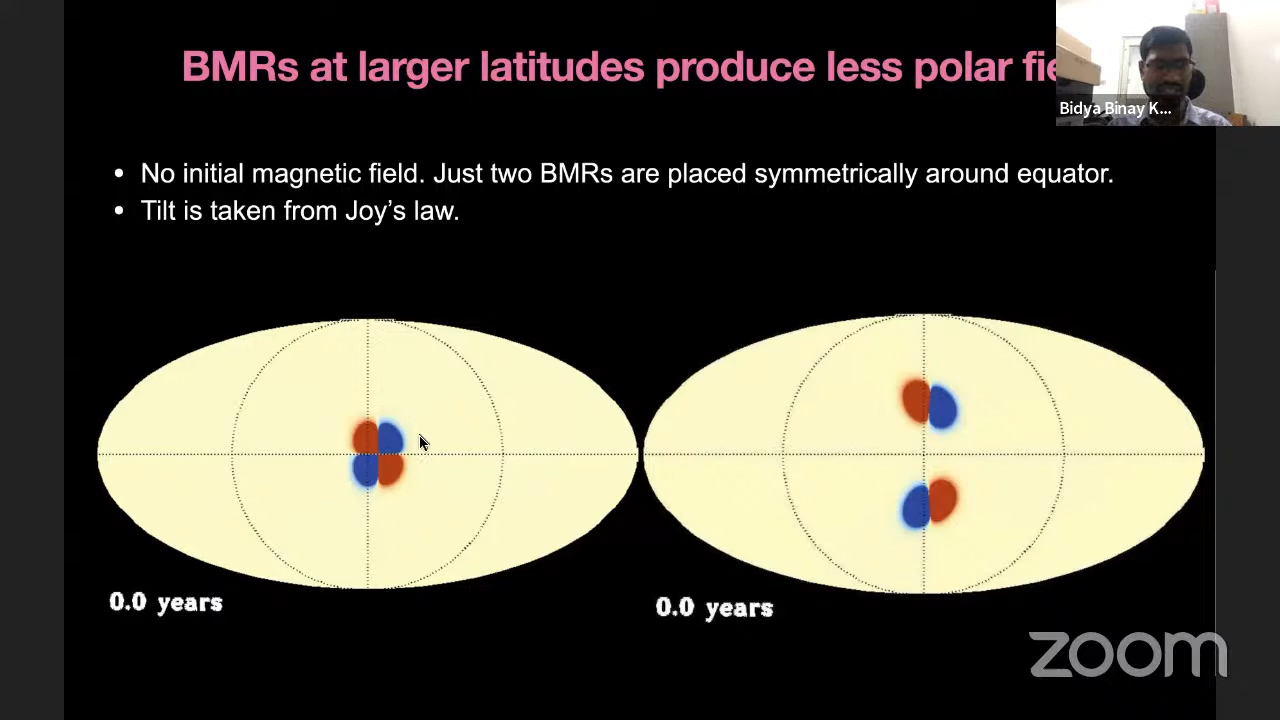 BMRs at larger latitudes produce less polar fie
Bidya Binay K...
• No initial magnetic field. Just two BMRs are placed symmetrically around equator.
• Tilt is taken from Joy’s law.
0.0 years
0.0 years
zoom